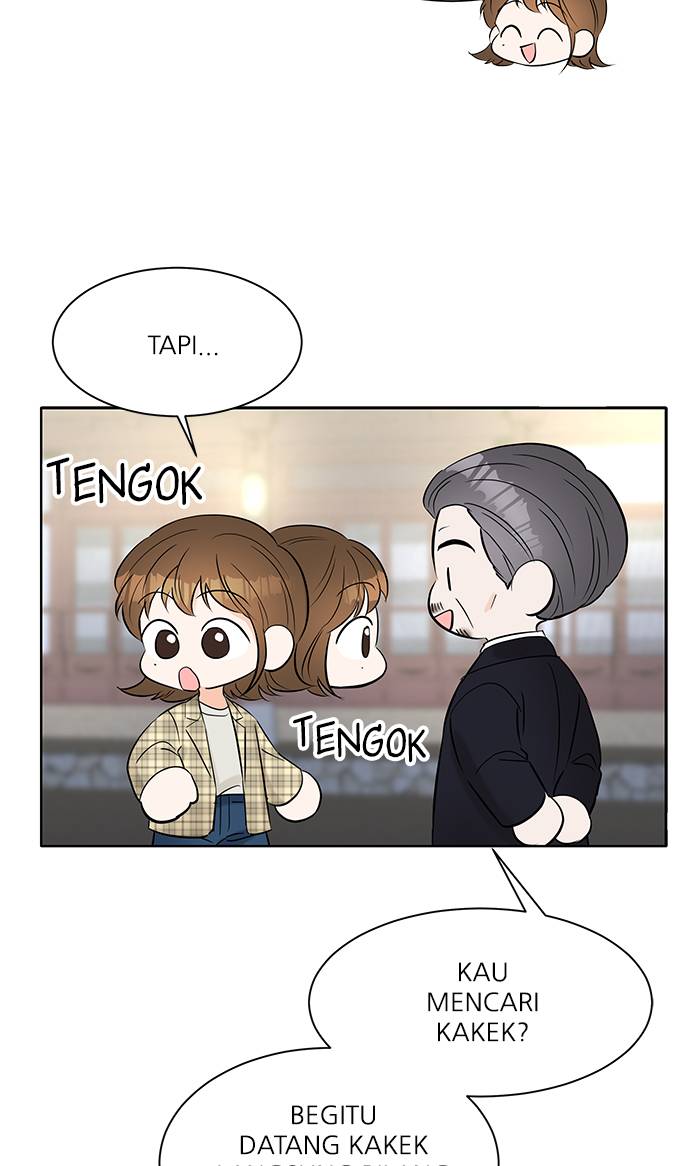 TAPI...
TENGOK
TENGOK
KAU
MENCARI
KAKEK?
BEGITU
DATANG KAKEK